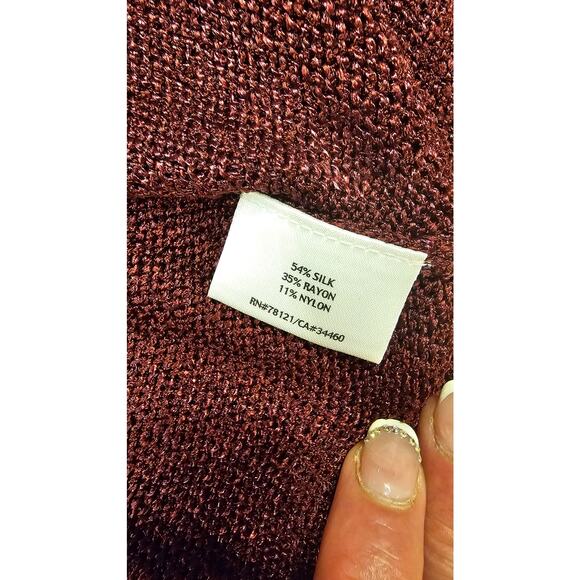 54% SILK
35% RAYON
11% NYLON
RN#78121/CA#34460